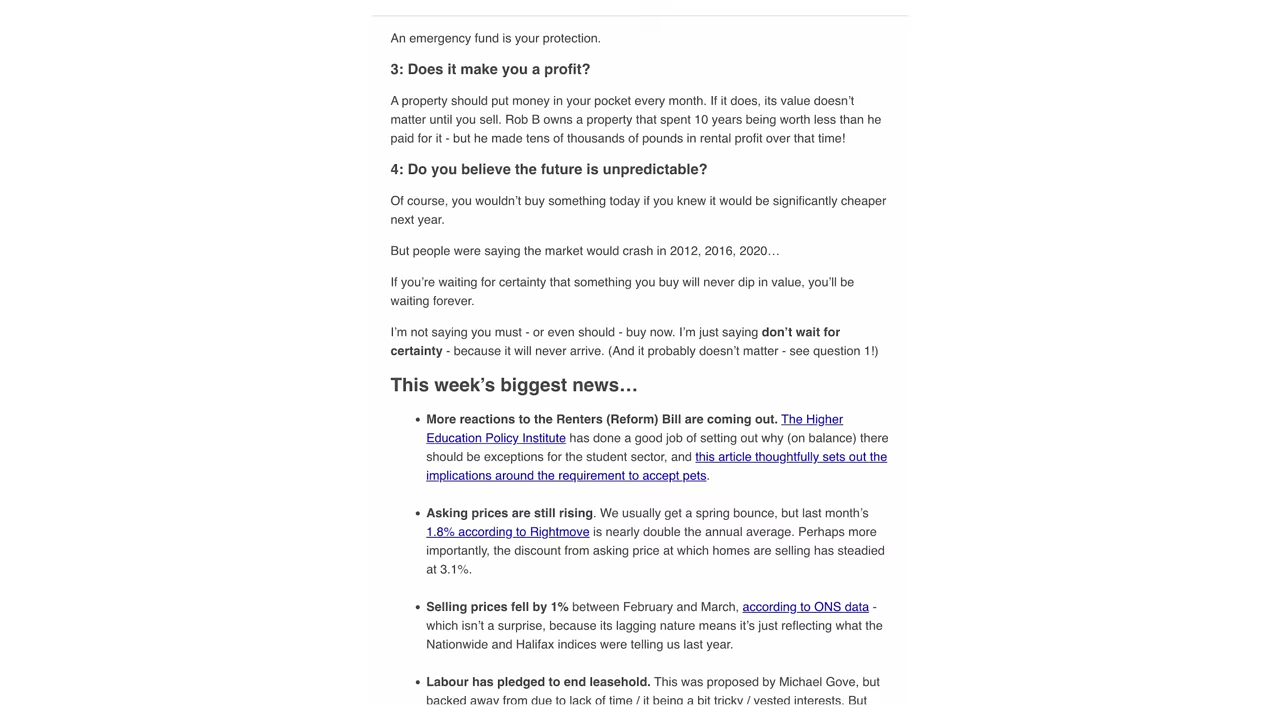 An emergency fund is your protection.
3: Does it make you a profit?
A property should put money in your pocket every month. If it does, its value doesn’t
matter until you sell. Rob B owns a property that spent 10 years being worth less than he
paid for it - but he made tens of thousands of pounds in rental profit over that time!
4: Do you believe the future is unpredictable?
Of course, you wouldn’t buy something today if you knew it would be significantly cheaper
next year.
But people were saying the market would crash in 2012, 2016, 2020…
If you’re waiting for certainty that something you buy will never dip in value, you’ll be
waiting forever.
I’m not saying you must - or even should - buy now. I’m just saying don’t wait for
certainty - because it will never arrive. (And it probably doesn’t matter - see question 1!)
This week’s biggest news…
• More reactions to the Renters (Reform) Bill are coming out. The Higher
Education Policy Institute has done a good job of setting out why (on balance) there
should be exceptions for the student sector, and this article thoughtfully sets out the
implications around the requirement to accept pets.
• Asking prices are still rising. We usually get a spring bounce, but last month’s
1.8% according to Rightmove is nearly double the annual average. Perhaps more
importantly, the discount from asking price at which homes are selling has steadied
at 3.1%.
• Selling prices fell by 1% between February and March, according to ONS data -
which isn’t a surprise, because its lagging nature means it’s just reflecting what the
Nationwide and Halifax indices were telling us last year.
• Labour has pledged to end leasehold. This was proposed by Michael Gove, but
backed away from due to lack of time / it being a bit tricky / vested interests. But